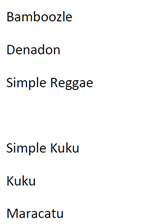 Bamboozle
Denadon
Simple Reggae
Simple Kuku
Kuku
Maracatu